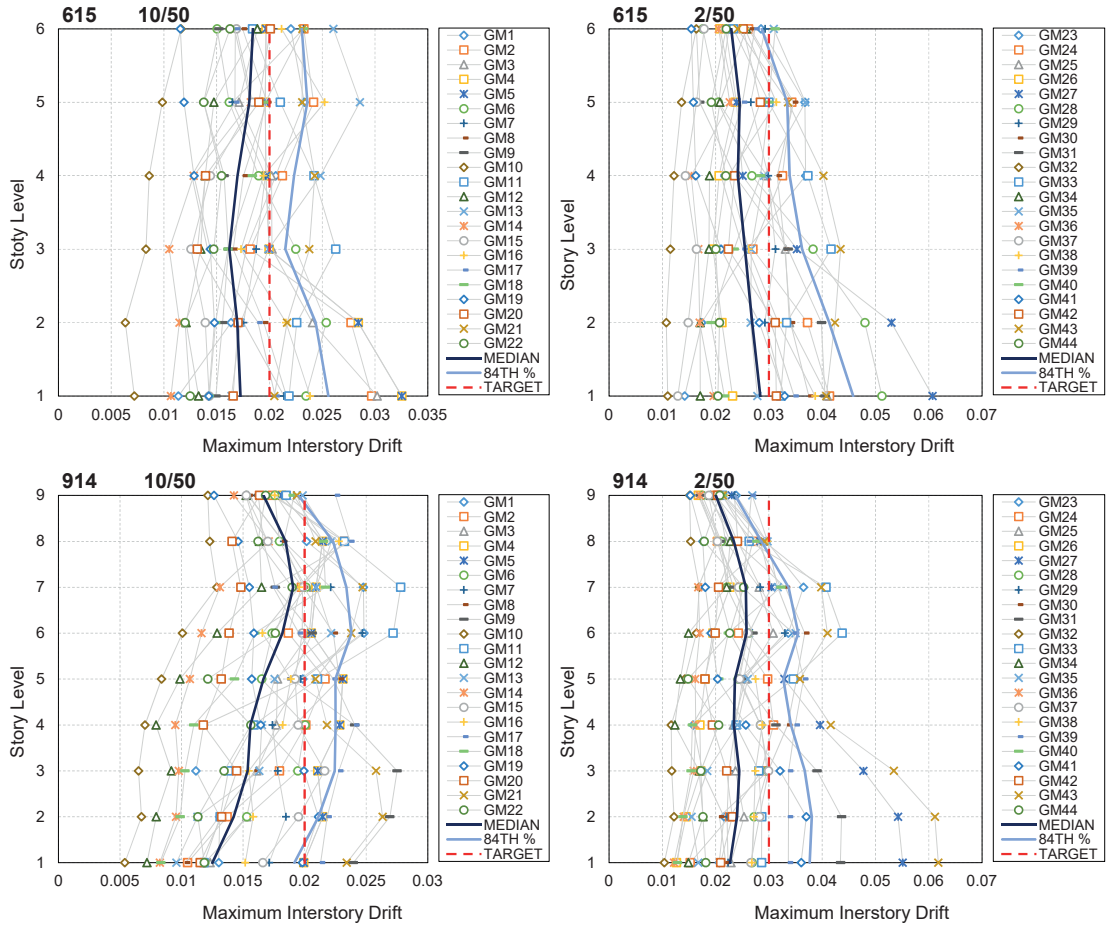 615 10/50
6
5
4
3
2
1
Stoty Level
0 0.005 0.01 0.015 0.02 0.025 0.03 0.035
Maximum Interstory Drift
GM1
GM2
GM3
GM4
GM5
GM6
GM7
GM8
GM9
GM10
GM11
GM12
GM13
GM14
GM15
GM16
GM17
GM18
GM19
GM20
GM21
GM22
MEDIAN
84TH %
TARGET
615 2/50
6
5
4
3
2
1
Story Level
0 0.01 0.02 0.03 0.04 0.05 0.06 0.07
Maximum Interstory Drift
GM23
GM24
GM25
GM26
GM27
GM28
GM29
GM30
GM31
GM32
GM33
GM34
GM35
GM36
GM37
GM38
GM39
GM40
GM41
GM42
GM43
GM44
MEDIAN
84TH %
TARGET
914 10/50
9
8
7
6
5
4
3
2
1
Story Level
0 0.005 0.01 0.015 0.02 0.025 0.03
Maximum Interstory Drift
GM1
GM2
GM3
GM4
GM5
GM6
GM7
GM8
GM9
GM10
GM11
GM12
GM13
GM14
GM15
GM16
GM17
GM18
GM19
GM20
GM21
GM22
MEDIAN
84TH %
TARGET
914 2/50
9
8
7
6
5
4
3
2
1
Story Level
0 0.01 0.02 0.03 0.04 0.05 0.06 0.07
Maximum Inerstory Drift
GM23
GM24
GM25
GM26
GM27
GM28
GM29
GM30
GM31
GM32
GM33
GM34
GM35
GM36
GM37
GM38
GM39
GM40
GM41
GM42
GM43
GM44
MEDIAN
84TH %
TARGET